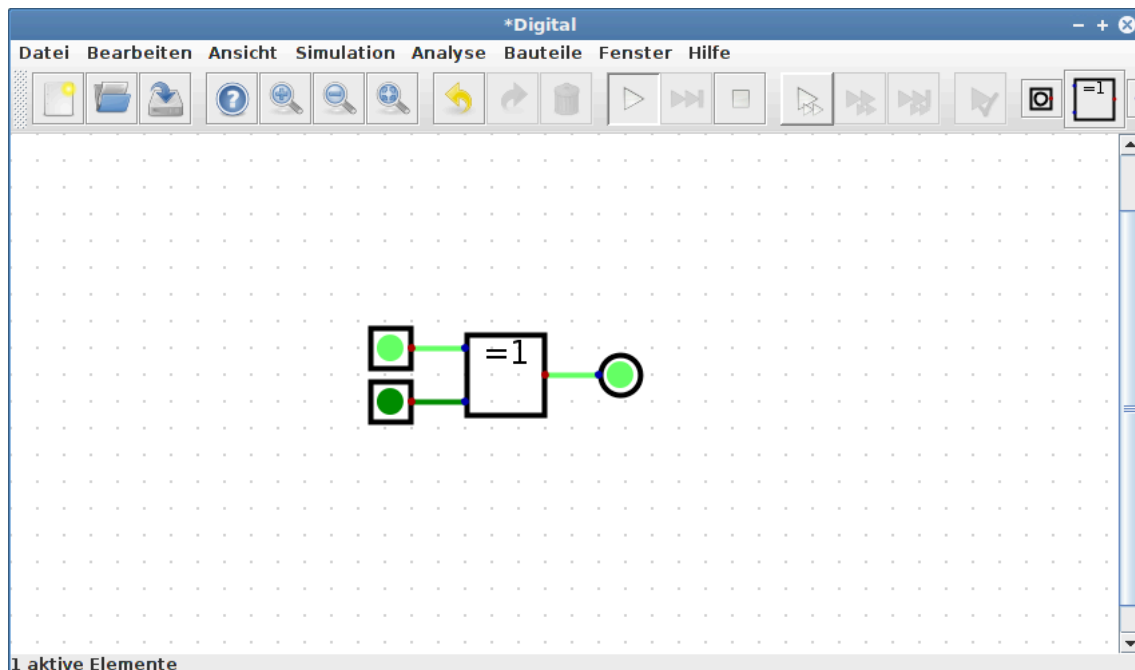 *Digital
Datei Bearbeiten Ansicht Simulation Analyse Bauteile Fenster Hilfe
=1
=1
1 aktive Elemente